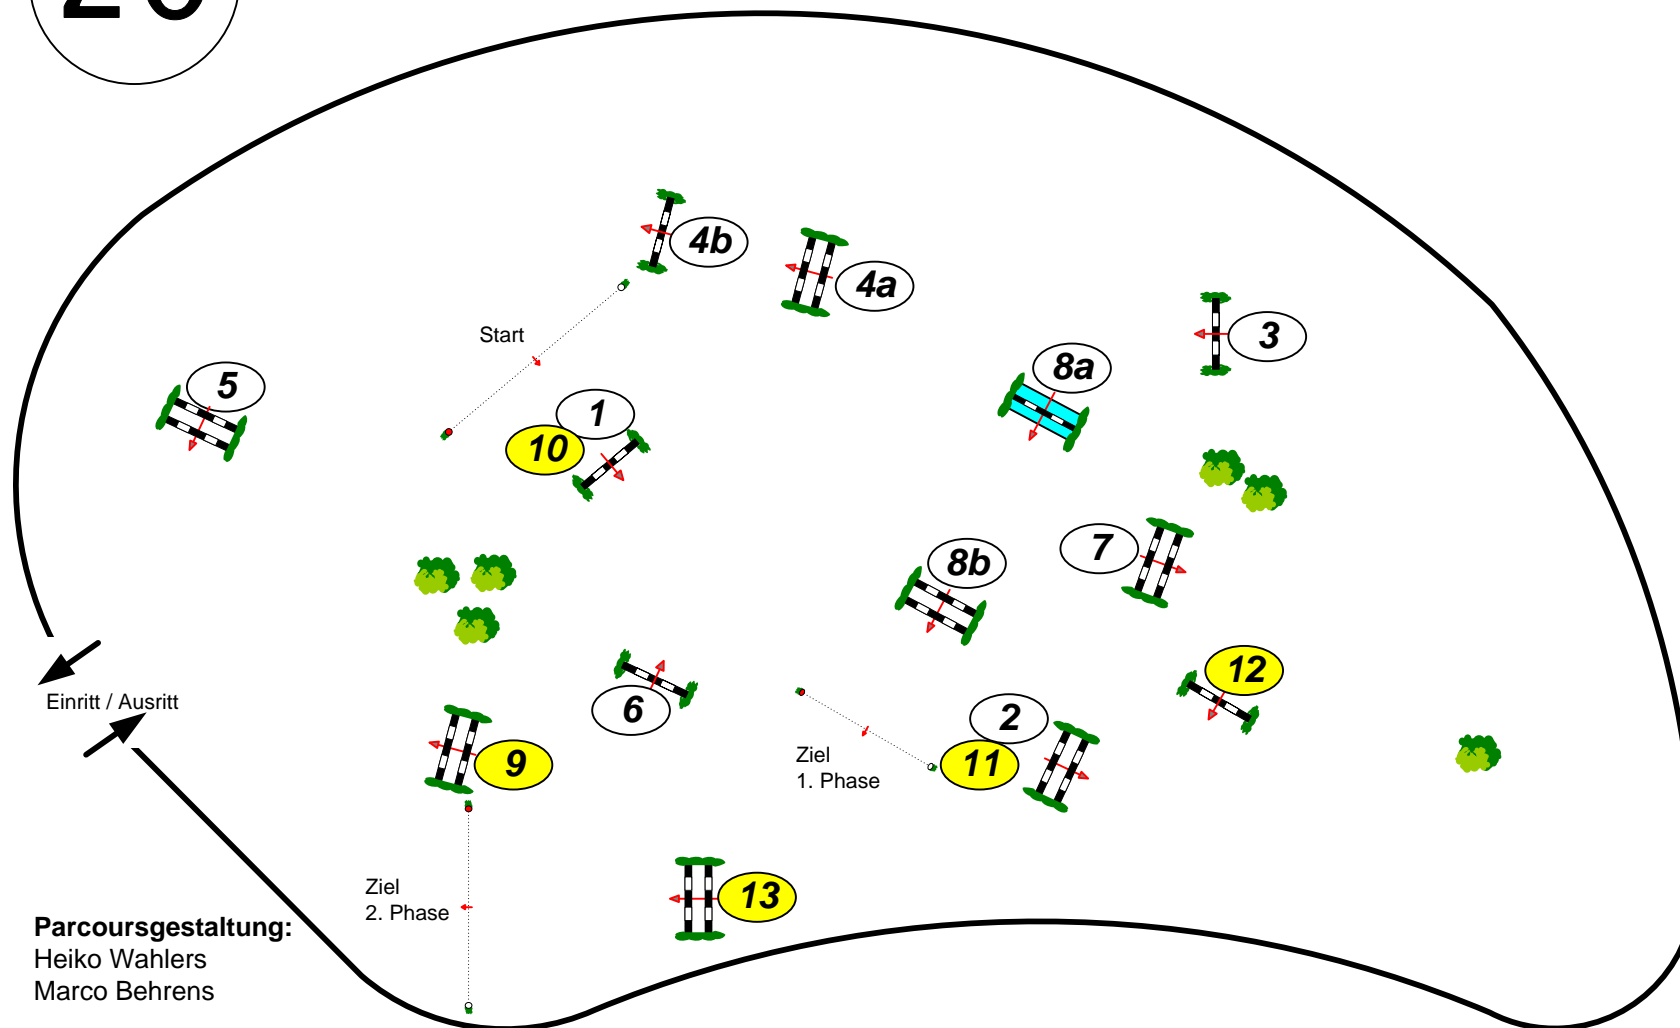 4b
4a
Start
3
8a
5
1
10
7
8b
12
Einritt / Ausritt
6
2
9
11
Ziel
1. Phase
13
Ziel
2. Phase
Parcoursgestaltung:
Heiko Wahlers
Marco Behrens